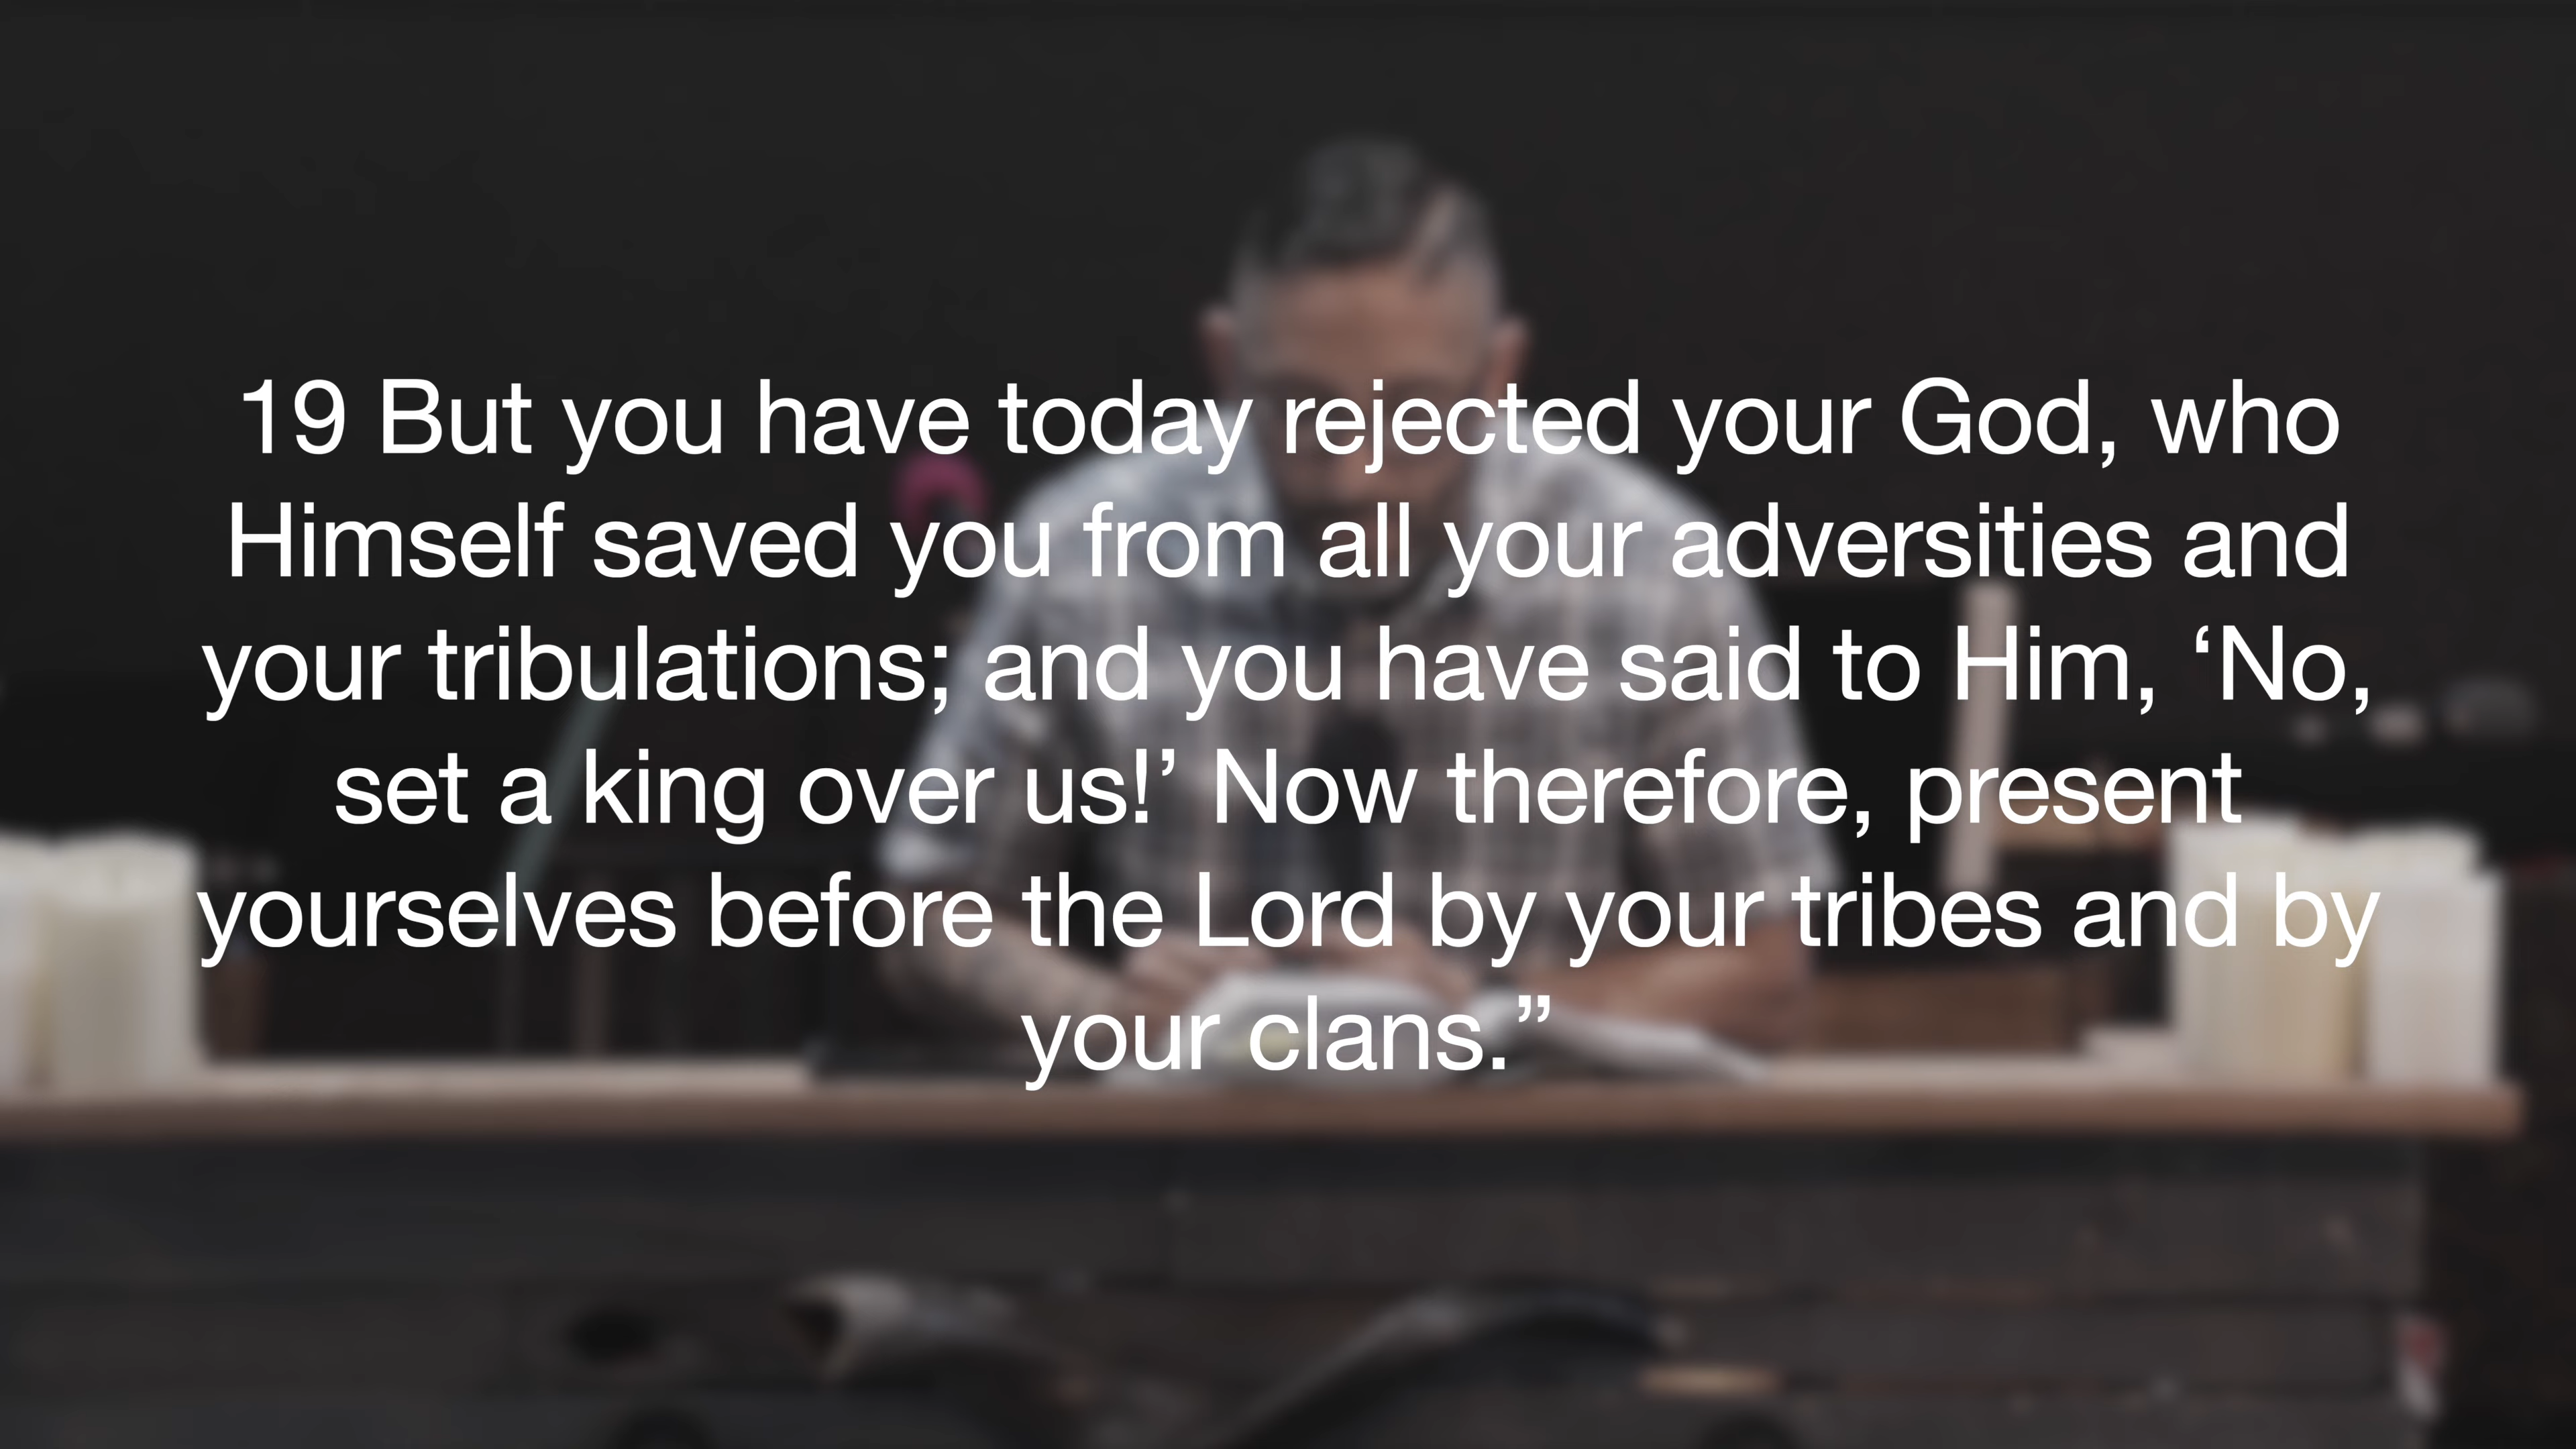 19 But you have today rejected your God, who
Himself saved you from all your adversities and
your tribulations; and you have said to Him, ‘No,
set a king over us!’ Now therefore, present
yourselves before the Lord by your tribes and by
your clans.”